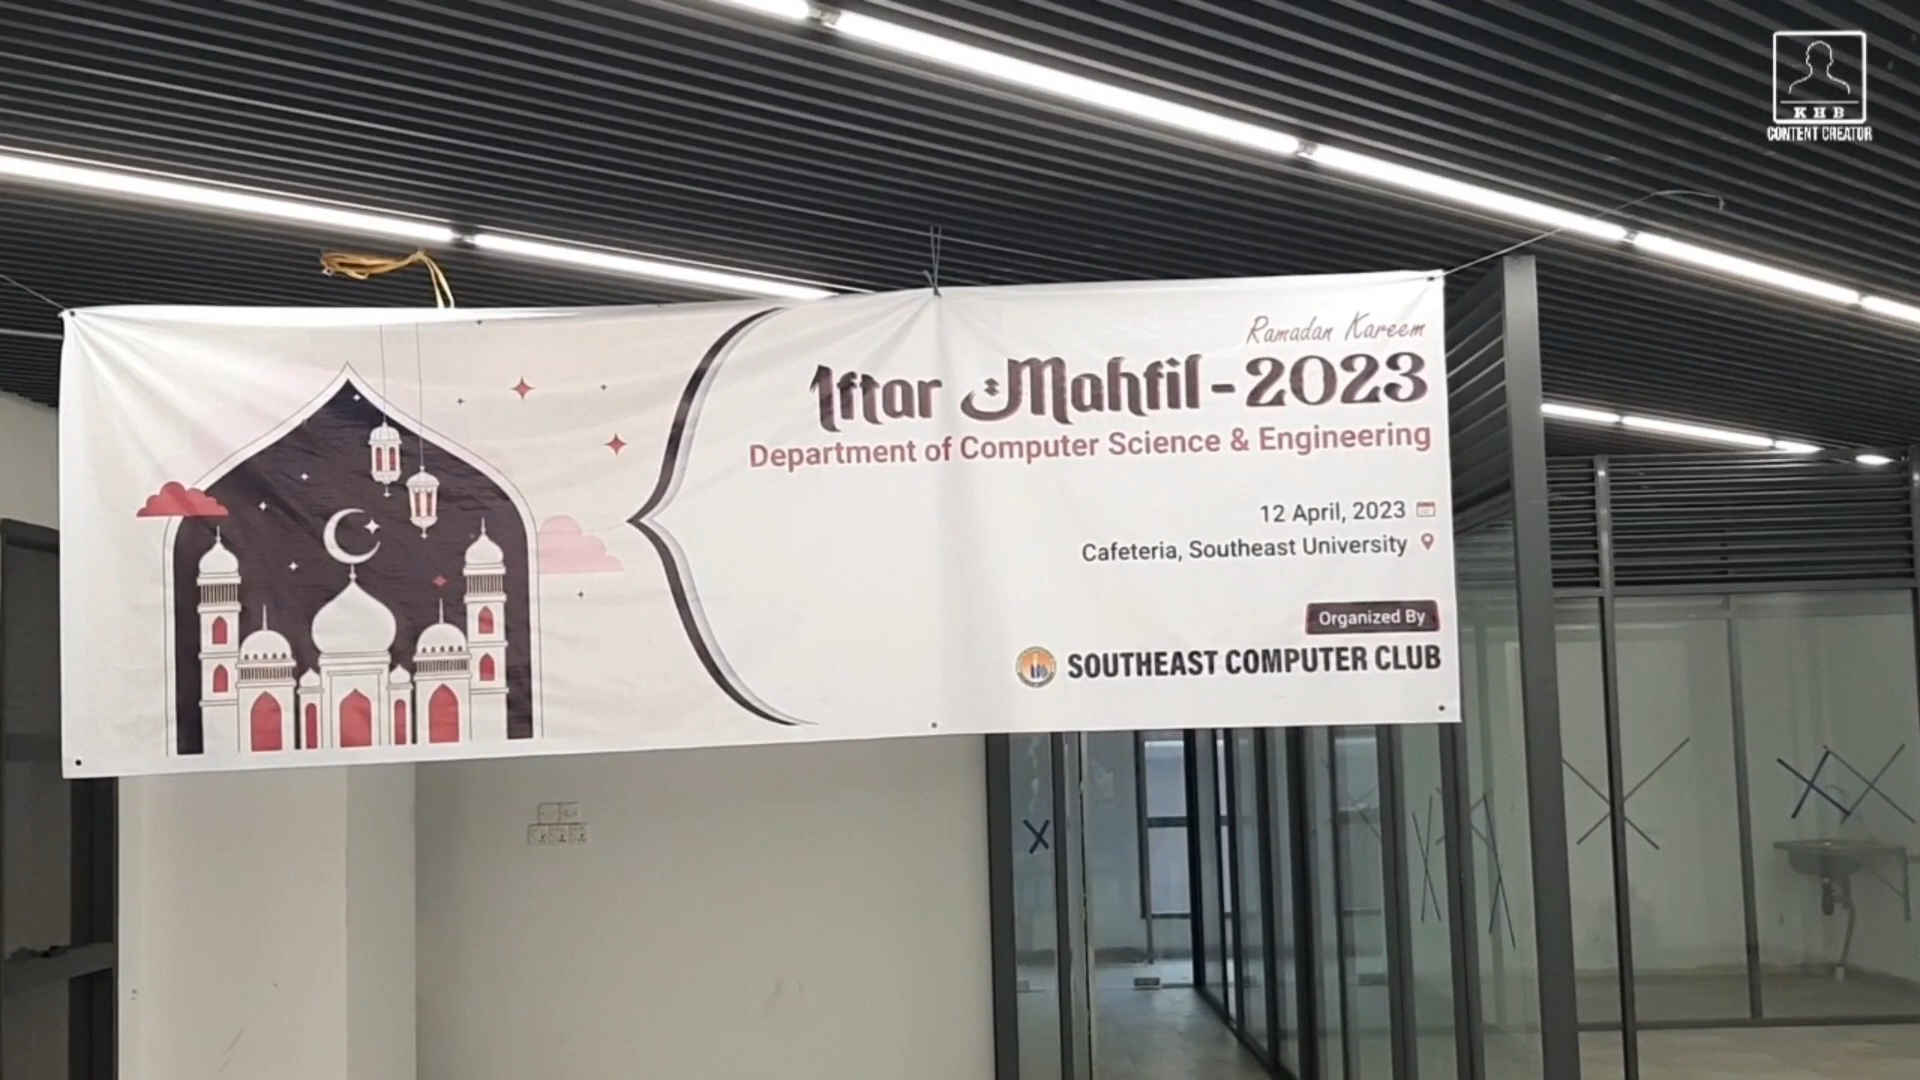 KHB
CONTENT CREATOR
Ramadan Kareem
Iftar Mahfil-2023
Department of Computer Science & Engineering
12 April, 2023
Cafeteria, Southeast University
Organized By
SOUTHEAST COMPUTER CLUB